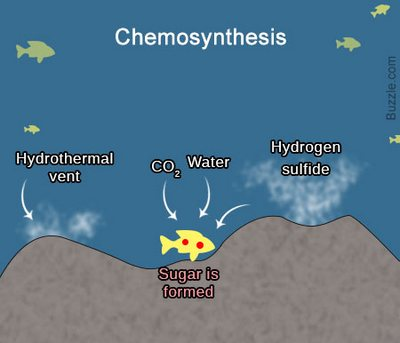 Chemosynthesis
Buzzle.com
Hydrothermal
vent
CO₂ Water
Hydrogen
sulfide
Sugar is
formed